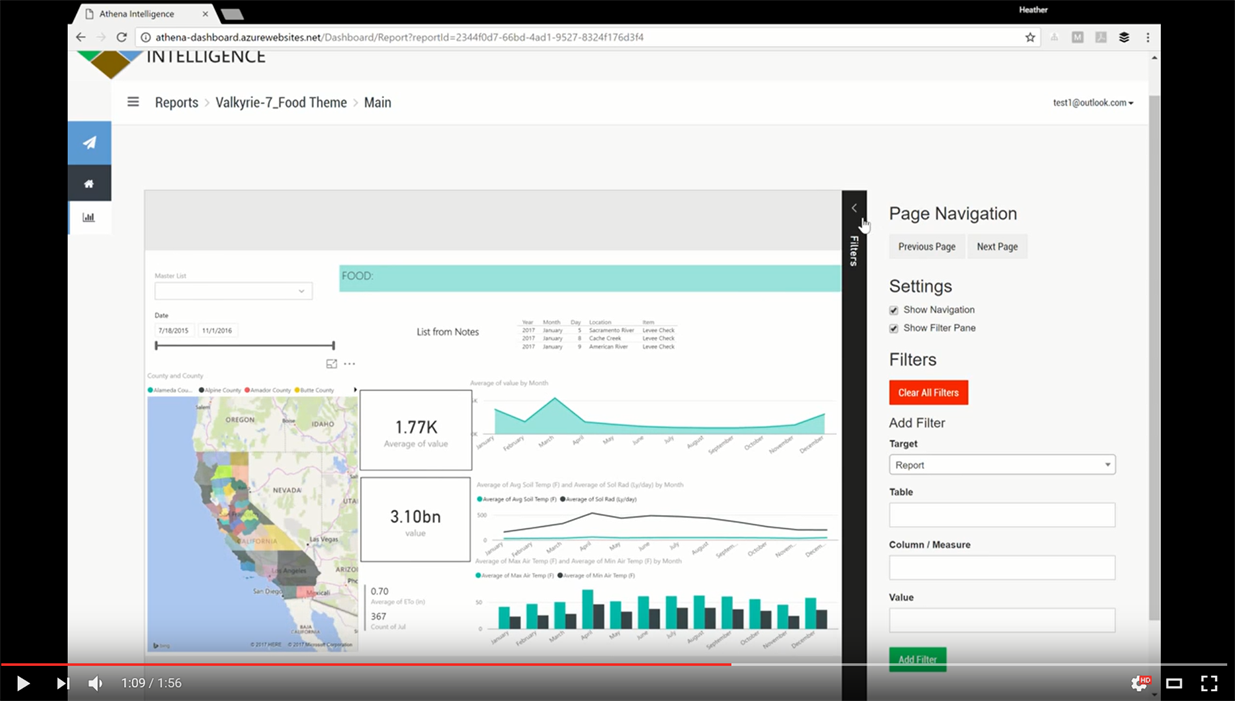 Athena Intelligence
Heather
athena-dashboard.azurewebsites.net/Dashboard/Report?reportId=2344f0d7-66bd-4ad1-9527-8324f176d3f4
INTELLIGENCE
Reports > Valkyrie-7_Food Theme > Main
test1@outlook.com
Filters
Master List
FOOD:
Date
7/18/2015 11/1/2016
List from Notes
Year Month Day Location Item
2017 January 5 Sacramento River Levee Check
2017 January 8 Cache Creek Levee Check
2017 January 9 American River Levee Check
County and County
Alameda Cou... Alpine County Amador County Butte County
Salem
OREGON
IDAHO
NEVADA
UTA
CALIFORNIA
Las Vegas
Los Angeles
ARIZO
San Diego
Mexicali
BAJA
CALIFORNIA
bing
© 2017 HERE © 2017 Microsoft Corporation
1.77K
Average of value
3.10bn
value
0.70
Average of ETo (in)
367
Count of Jul
Average of value by Month
0K
January February March April May June July August September October November December
Average of Avg Soil Temp (F) and Average of Sol Rad (Ly/day) by Month
Average of Avg Soil Temp (F) Average of Sol Rad (Ly/day)
500
0
January February March April May June July August Septem... October Novem... Decem...
Average of Max Air Temp (F) and Average of Min Air Temp (F) by Month
Average of Max Air Temp (F) Average of Min Air Temp (F)
50
0
January February March April May June July August September October November December
Page Navigation
Previous Page Next Page
Settings
Show Navigation
Show Filter Pane
Filters
Clear All Filters
Add Filter
Target
Report
Table
Column / Measure
Value
Add Filter
1:09 / 1:56
HD